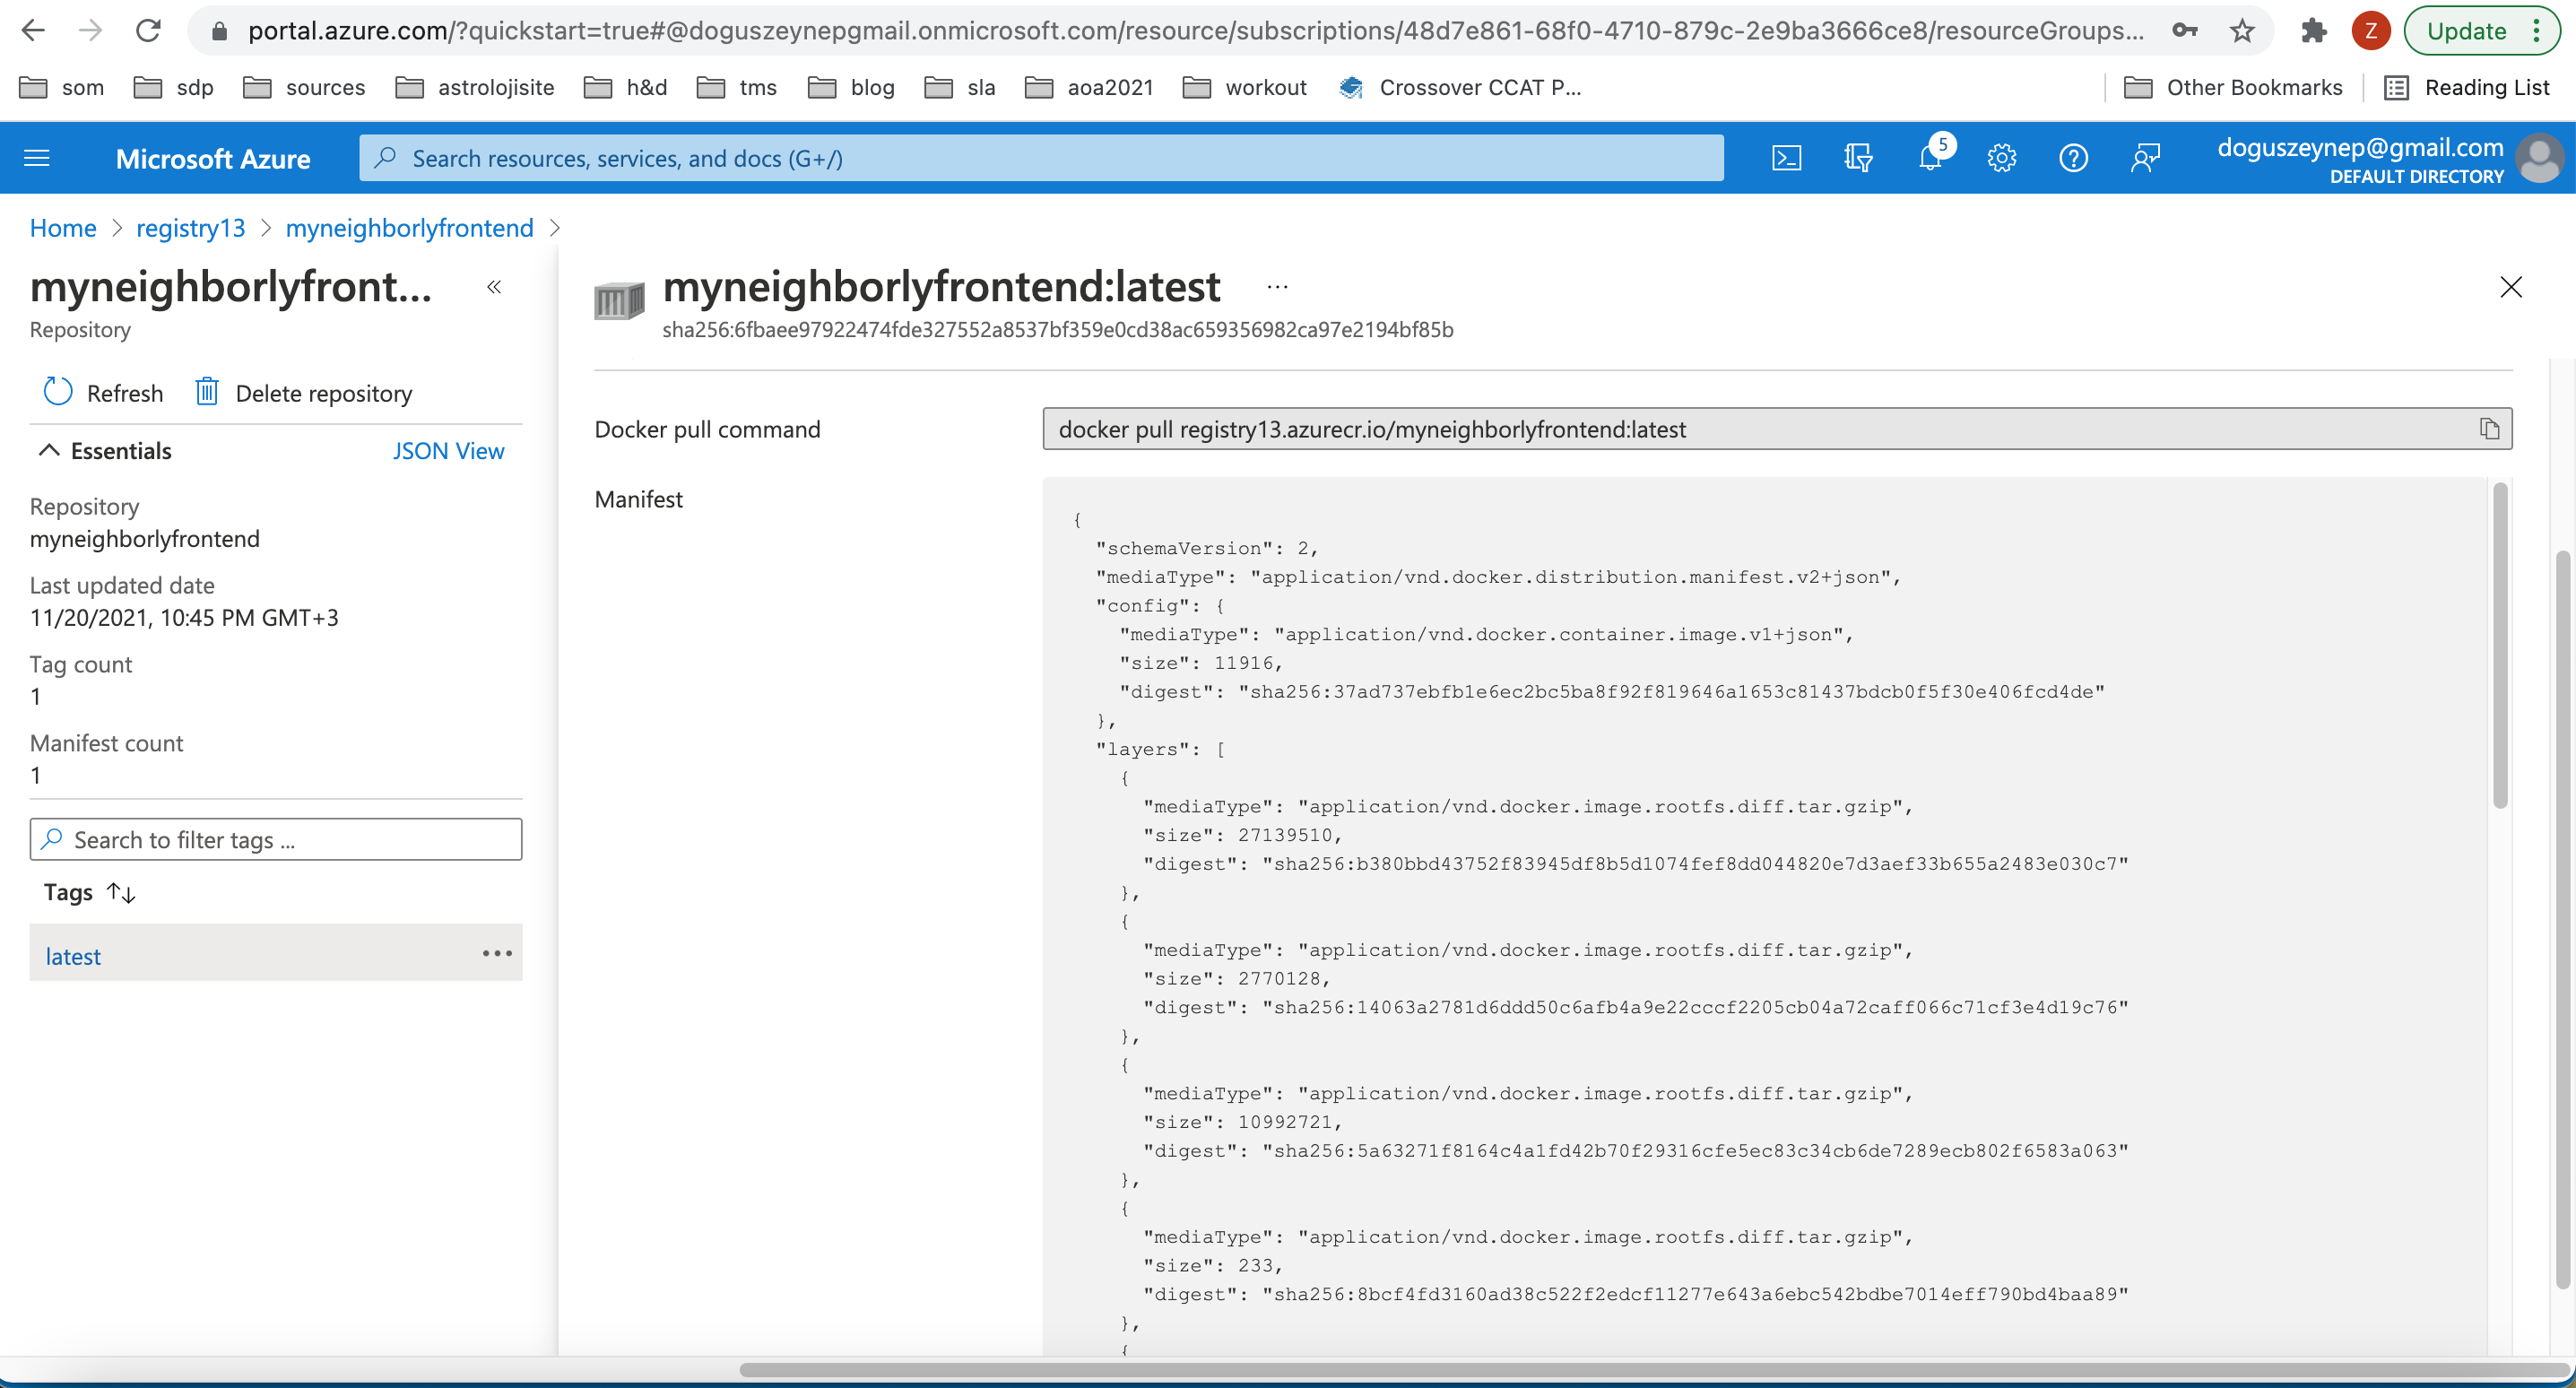 portal.azure.com/?quickstart=true#@doguszeynepgmail.onmicrosoft.com/resource/subscriptions/48d7e861-68f0-4710-879c-2e9ba3666ce8/resourceGroups...
Z
Update
som
sdp
sources
astrolojisite
h&d
tms
blog
sla
aoa2021
workout
Crossover CCAT P...
Other Bookmarks
Reading List
Microsoft Azure
Search resources, services, and docs (G+/)
5
doguszeynep@gmail.com
DEFAULT DIRECTORY
Home > registry13 > myneighborlyfrontend >
myneighborlyfront...
Repository
Refresh
Delete repository
Essentials
JSON View
Repository
myneighborlyfrontend
Last updated date
11/20/2021, 10:45 PM GMT+3
Tag count
1
Manifest count
1
Search to filter tags ...
Tags
latest
myneighborlyfrontend:latest
sha256:6fbaee97922474fde327552a8537bf359e0cd38ac659356982ca97e2194bf85b
Docker pull command
docker pull registry13.azurecr.io/myneighborlyfrontend:latest
Manifest
{
"schemaVersion": 2,
"mediaType": "application/vnd.docker.distribution.manifest.v2+json",
"config": {
"mediaType": "application/vnd.docker.container.image.v1+json",
"size": 11916,
"digest": "sha256:37ad737ebfb1e6ec2bc5ba8f92f819646a1653c81437bdcb0f5f30e406fcd4de"
},
"layers": [
{
"mediaType": "application/vnd.docker.image.rootfs.diff.tar.gzip",
"size": 27139510,
"digest": "sha256:b380bbd43752f83945df8b5d1074fef8dd044820e7d3aef33b655a2483e030c7"
},
{
"mediaType": "application/vnd.docker.image.rootfs.diff.tar.gzip",
"size": 2770128,
"digest": "sha256:14063a2781d6ddd50c6afb4a9e22cccf2205cb04a72caff066c71cf3e4d19c76"
},
{
"mediaType": "application/vnd.docker.image.rootfs.diff.tar.gzip",
"size": 10992721,
"digest": "sha256:5a63271f8164c4a1fd42b70f29316cfe5ec83c34cb6de7289ecb802f6583a063"
},
{
"mediaType": "application/vnd.docker.image.rootfs.diff.tar.gzip",
"size": 233,
"digest": "sha256:8bcf4fd3160ad38c522f2edcf11277e643a6ebc542bdbe7014eff790bd4baa89"
},
{